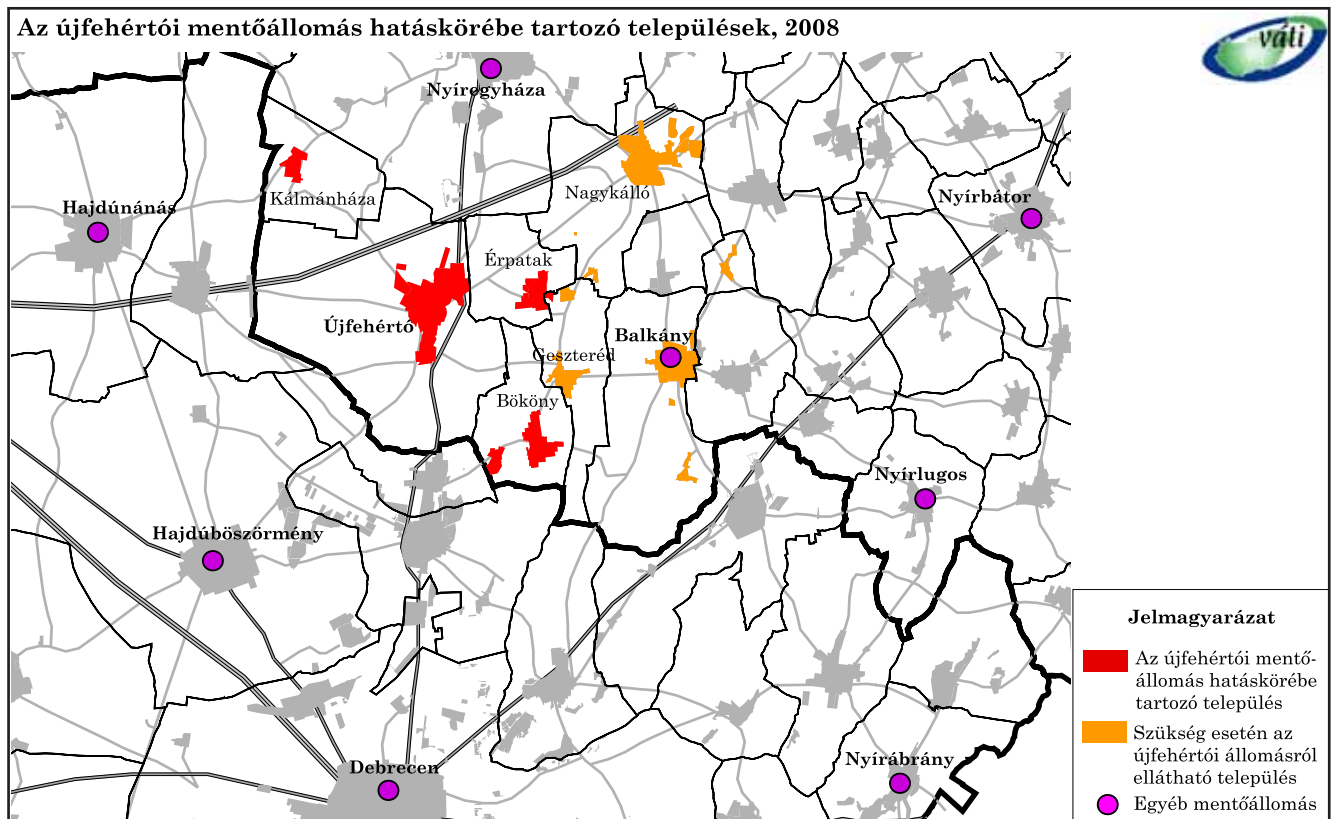 Az újfehértói mentőállomás hatáskörébe tartozó települések, 2008
váti
Nyíregyháza
Kálmánháza
Nagykálló
Hajdúnánás
Nyírbátor
Érpatak
Újfehértó
Balkány
Geszteréd
Bököny
Nyírlugos
Hajdúböszörmény
Debrecen
Nyírábrány
Jelmagyarázat
Az újfehértói mentő-
állomás hatáskörébe
tartozó település
Szükség esetén az
újfehértói állomásról
ellátható település
Egyéb mentőállomás